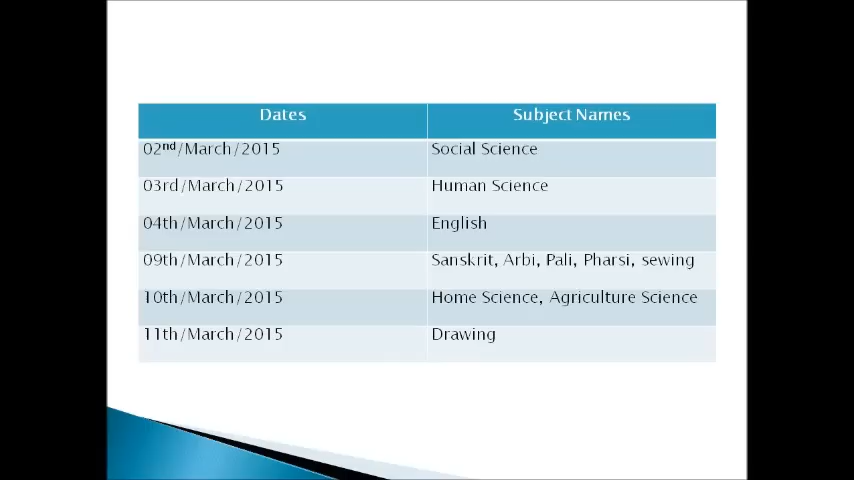 Dates Subject Names
02nd/March/2015 Social Science
03rd/March/2015 Human Science
04th/March/2015 English
09th/March/2015 Sanskrit, Arbi, Pali, Pharsi, sewing
10th/March/2015 Home Science, Agriculture Science
11th/March/2015 Drawing